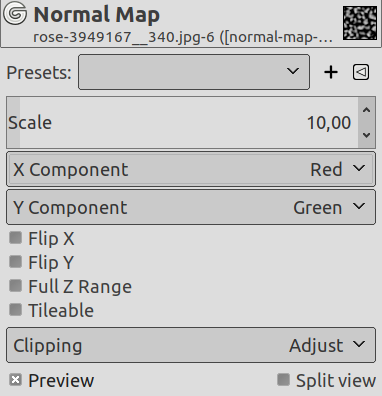 Normal Map
rose-3949167__340.jpg-6 ([normal-map-…
Presets:
Scale 10,00
X Component Red
Y Component Green
Flip X
Flip Y
Full Z Range
Tileable
Clipping Adjust
Preview Split view